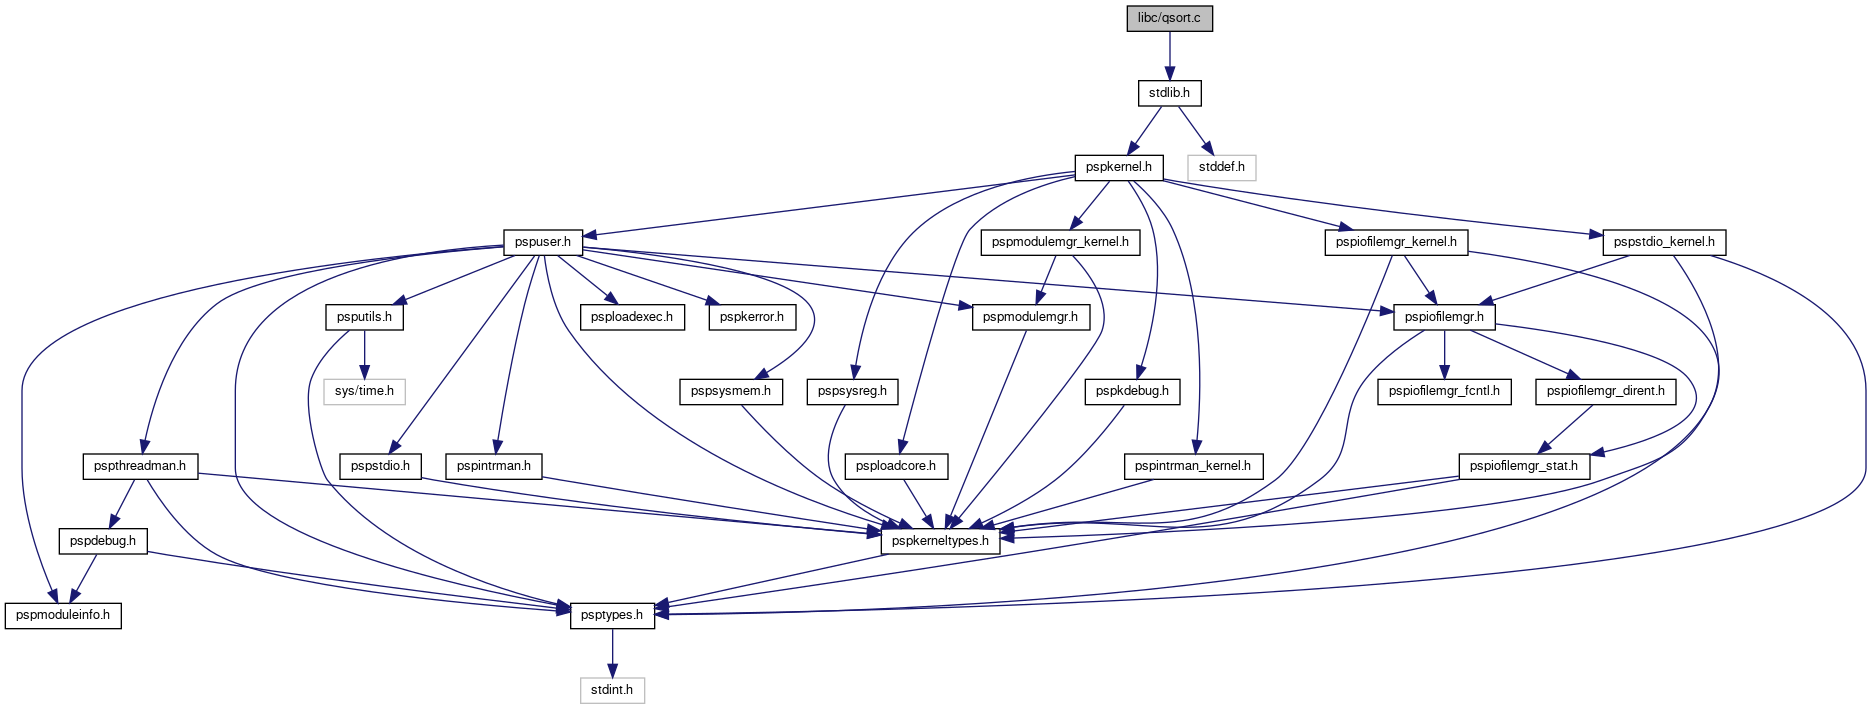 libc/qsort.c
stdlib.h
pspkernel.h
stddef.h
pspuser.h
pspmodulemgr_kernel.h
pspiofilemgr_kernel.h
pspstdio_kernel.h
psputils.h
psploadexec.h
pspkerror.h
pspmodulemgr.h
pspiofilemgr.h
sys/time.h
pspsysmem.h
pspsysreg.h
pspkdebug.h
pspiofilemgr_fcntl.h
pspiofilemgr_dirent.h
pspthreadman.h
pspstdio.h
pspintrman.h
psploadcore.h
pspintrman_kernel.h
pspiofilemgr_stat.h
pspdebug.h
pspkerneltypes.h
pspmoduleinfo.h
psptypes.h
stdint.h